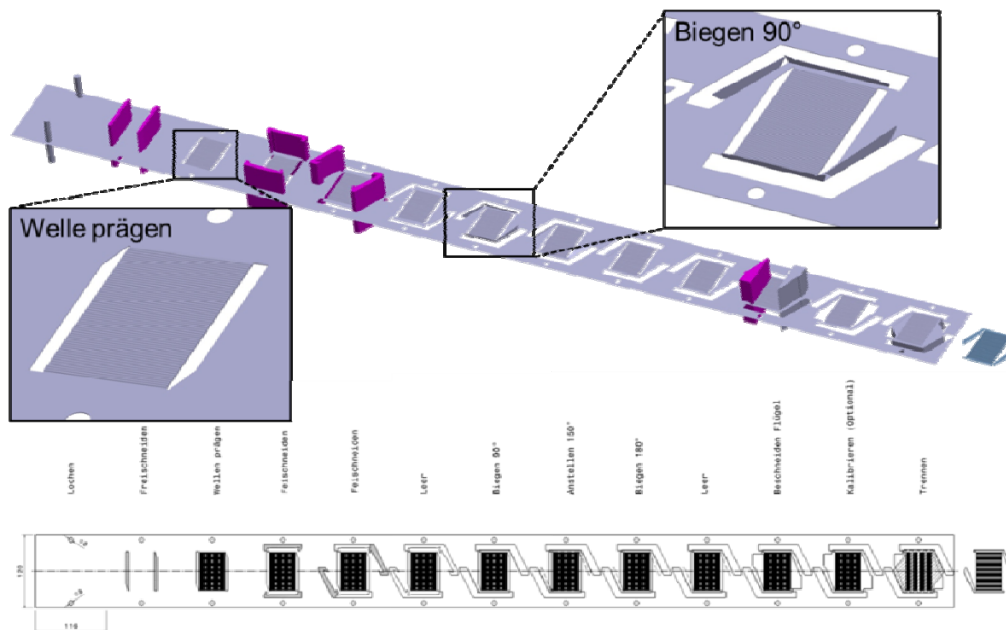 Biegen 90°
Welle prägen
Lochen
Freischneiden
Wellen prägen
Feischneiden
Feischneiden
Leer
Biegen 90°
Anstellen 150°
Biegen 180°
Leer
Beschneiden Flügel
Kalibrieren (Optional)
Trennen
120
116